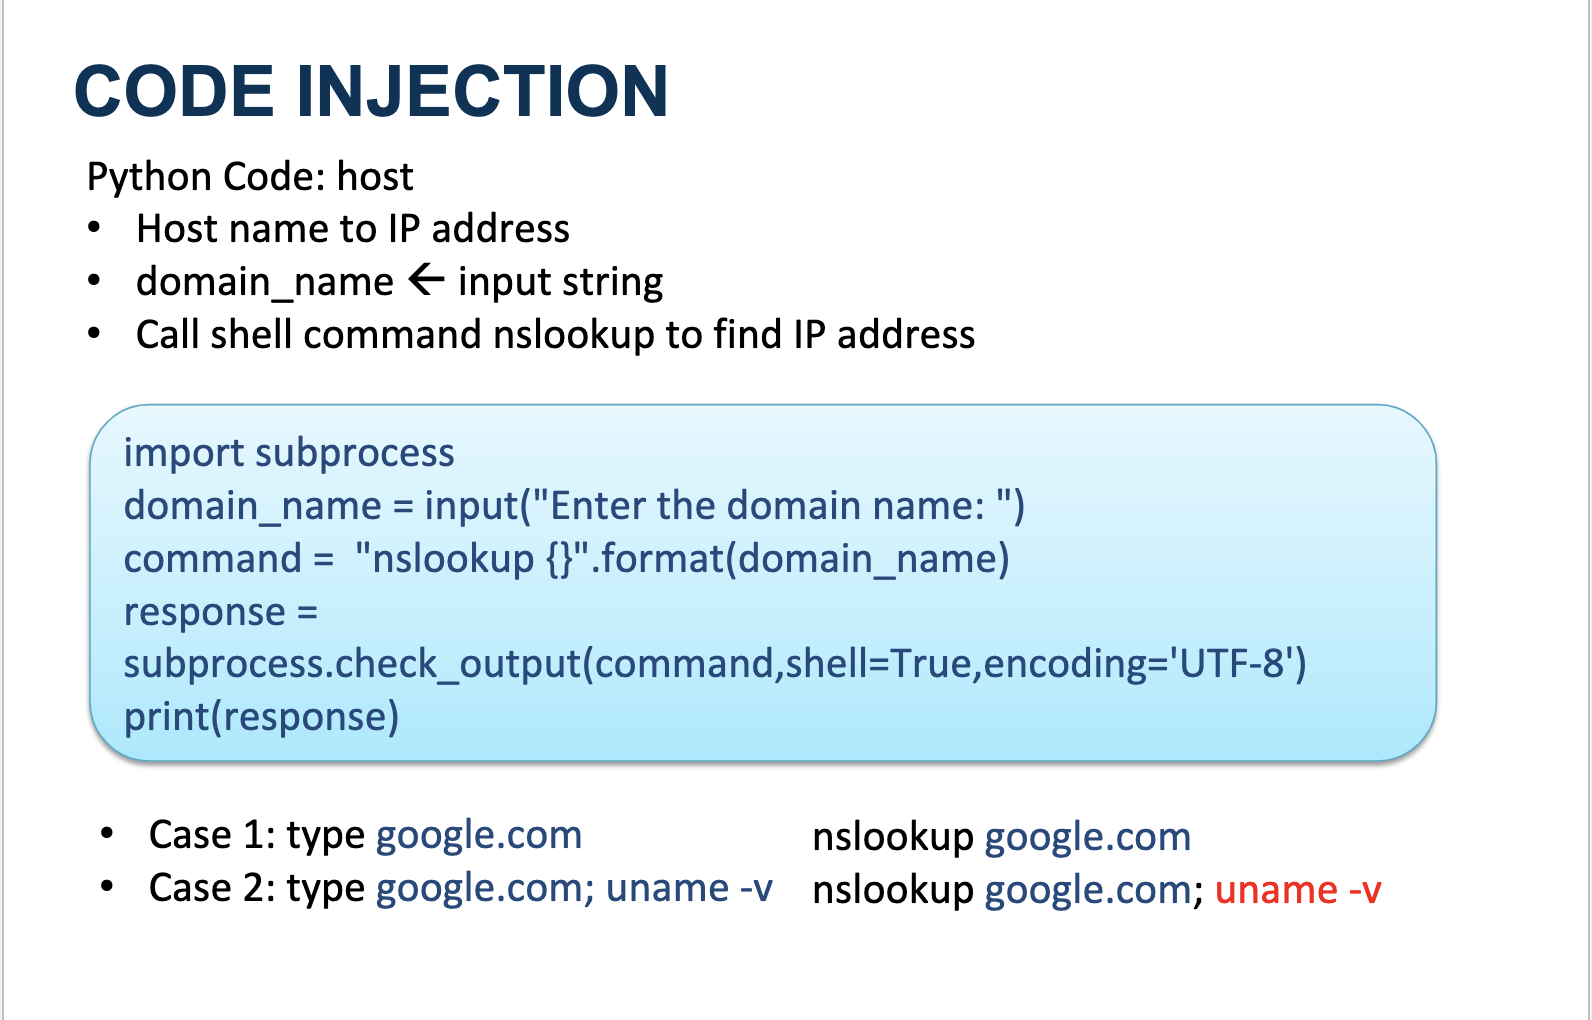 CODE INJECTION
Python Code: host
• Host name to IP address
• domain_name ← input string
• Call shell command nslookup to find IP address
import subprocess
domain_name = input("Enter the domain name: ")
command =  "nslookup {}".format(domain_name)
response =
subprocess.check_output(command,shell=True,encoding='UTF-8')
print(response)
• Case 1: type google.com nslookup google.com
• Case 2: type google.com; uname -v nslookup google.com; uname -v